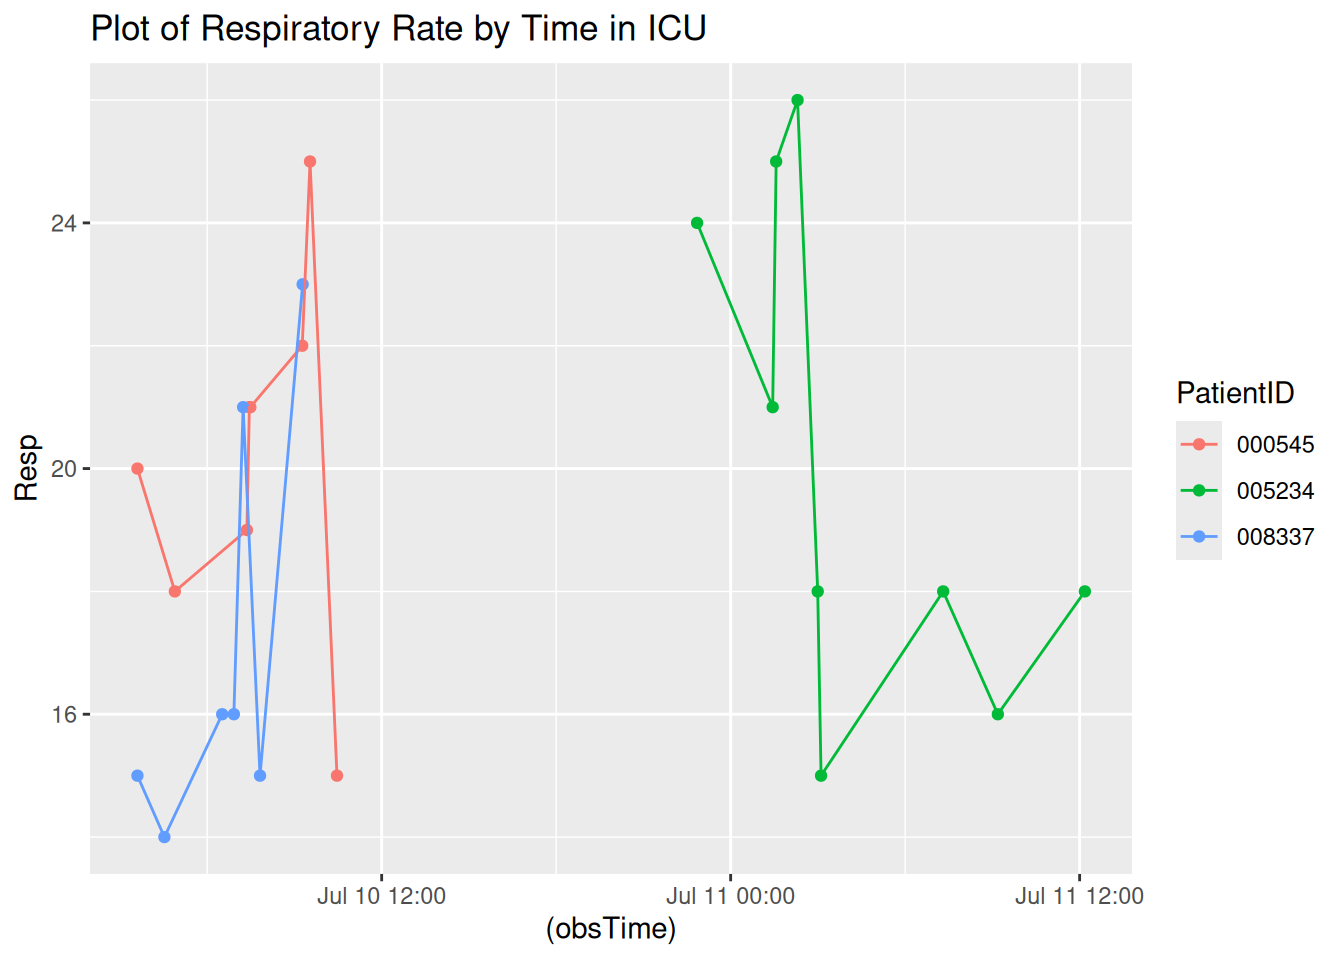 Plot of Respiratory Rate by Time in ICU
Resp
24
20
16
Jul 10 12:00
Jul 11 00:00
Jul 11 12:00
(obsTime)
PatientID
000545
005234
008337